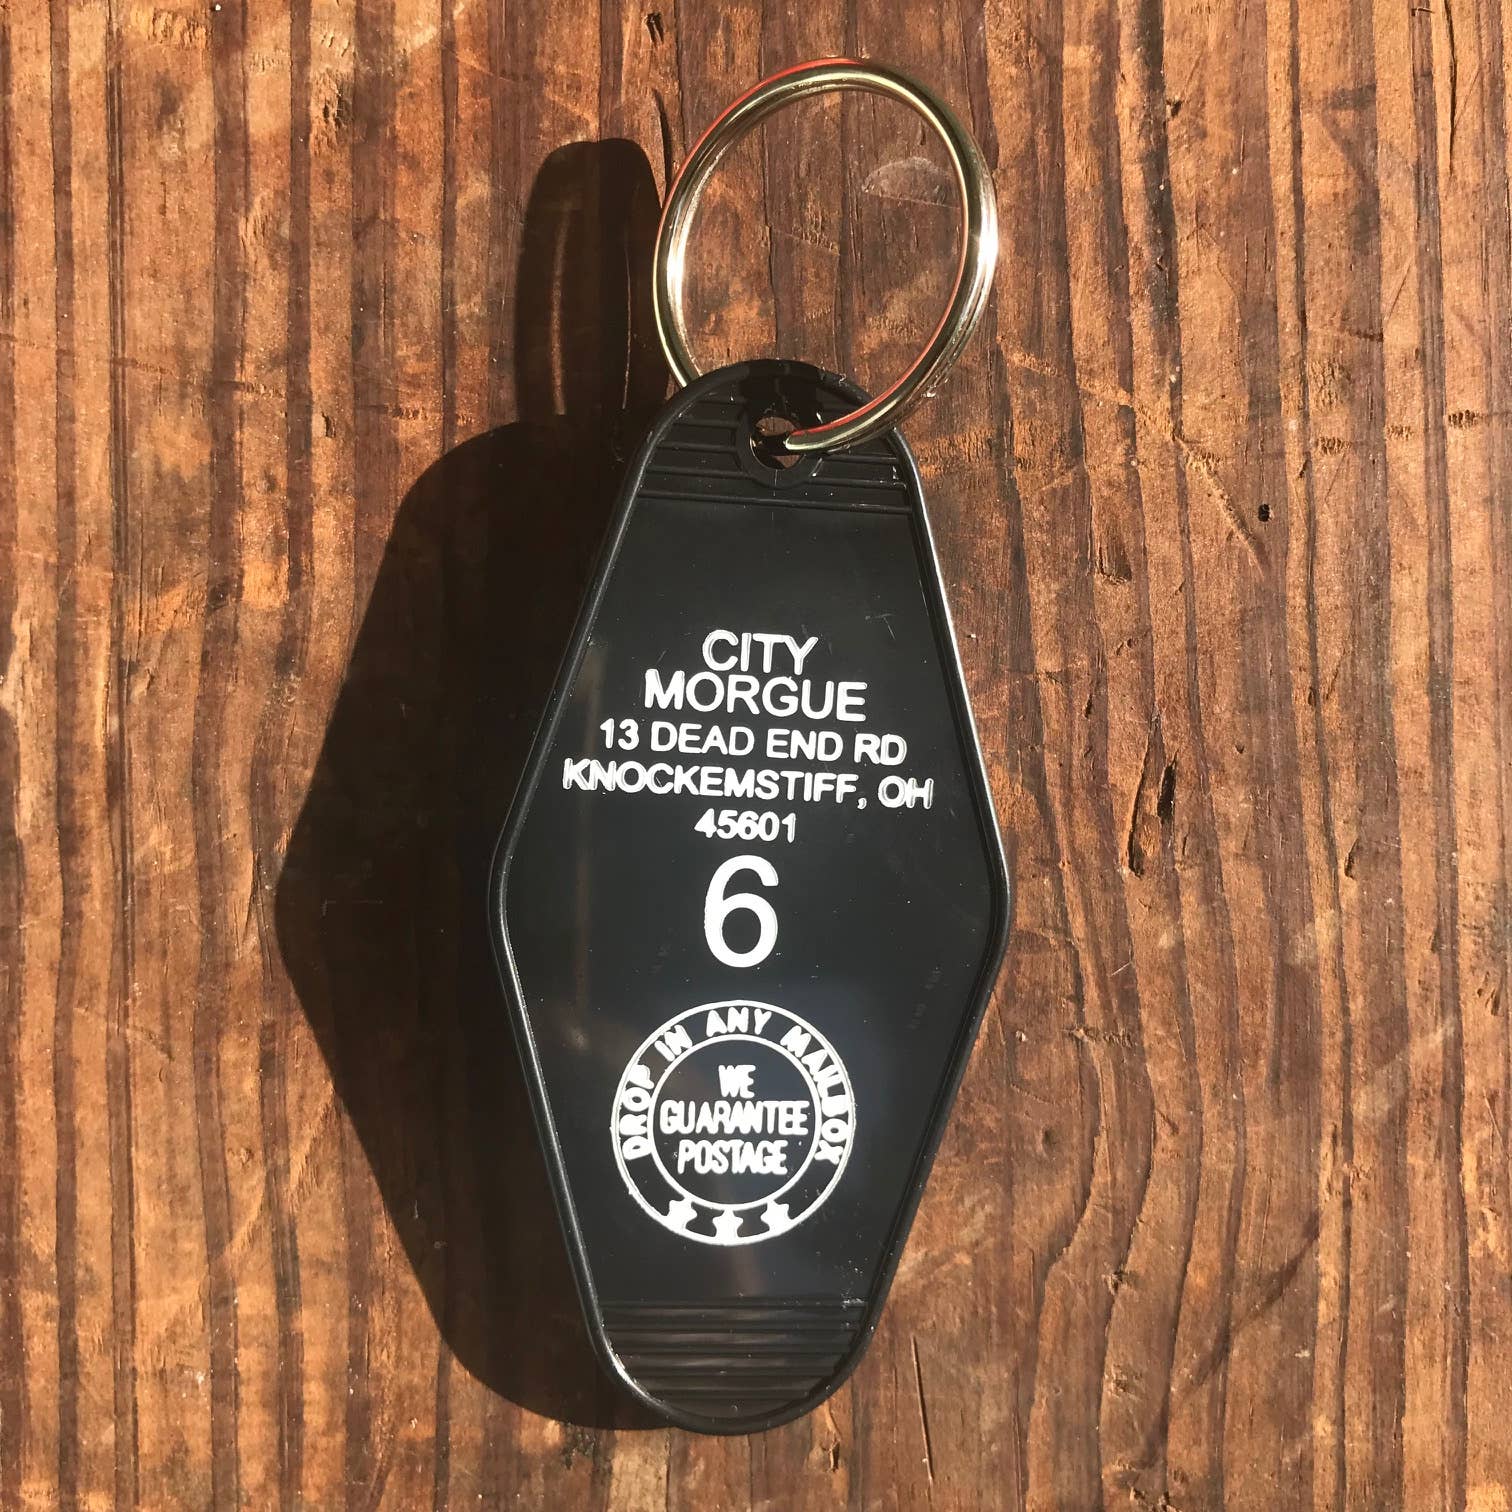 CITY
MORGUE
13 DEAD END RD
KNOCKEMSTIFF, OH
45601
6
DROP IN ANY MAILBOX
WE
GUARANTEE
POSTAGE